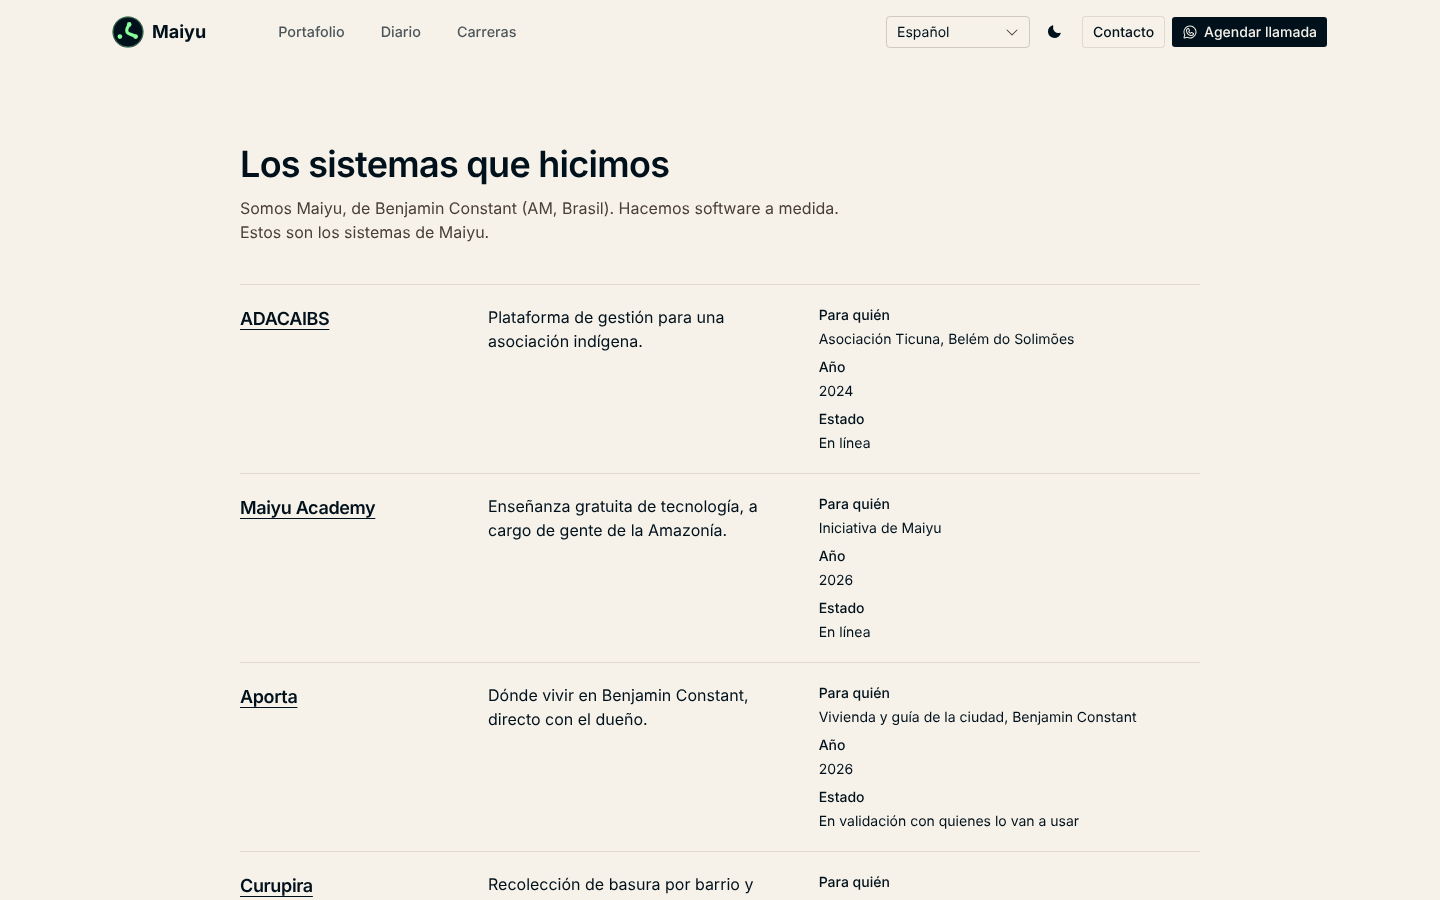 Maiyu
Portafolio
Diario
Carreras
Español
Contacto
Agendar llamada
Los sistemas que hicimos
Somos Maiyu, de Benjamin Constant (AM, Brasil). Hacemos software a medida.
Estos son los sistemas de Maiyu.
ADACAIBS
Plataforma de gestión para una
asociación indígena.
Para quién
Asociación Ticuna, Belém do Solimões
Año
2024
Estado
En línea
Maiyu Academy
Enseñanza gratuita de tecnología, a
cargo de gente de la Amazonía.
Para quién
Iniciativa de Maiyu
Año
2026
Estado
En línea
Aporta
Dónde vivir en Benjamin Constant,
directo con el dueño.
Para quién
Vivienda y guía de la ciudad, Benjamin Constant
Año
2026
Estado
En validación con quienes lo van a usar
Curupira
Recolección de basura por barrio y
Para quién